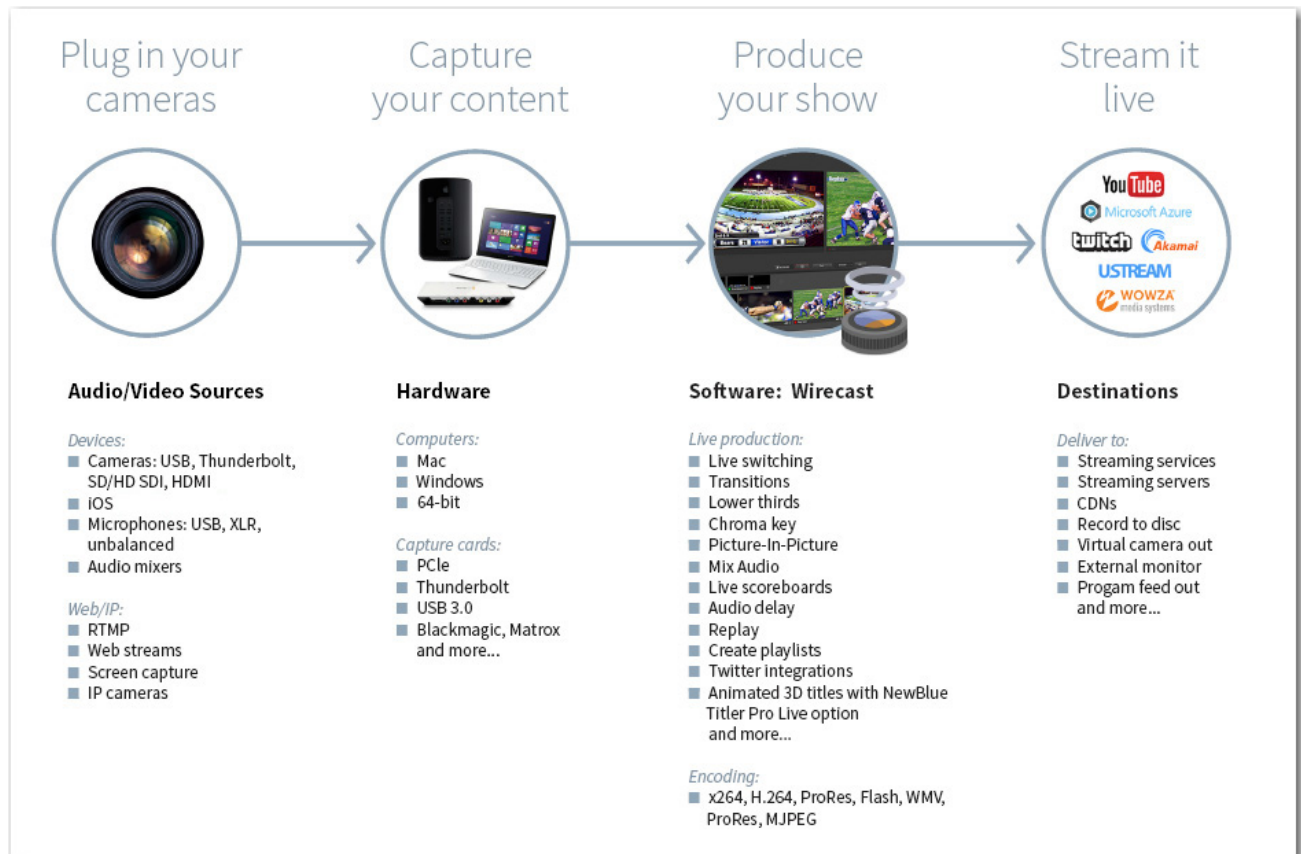 Plug in your
cameras
Capture
your content
Produce
your show
Stream it
live
YouTube
Microsoft Azure
twitch
Akamai
USTREAM
WOWZA
media systems
Audio/Video Sources
Devices:
Cameras: USB, Thunderbolt,
SD/HD SDI, HDMI
iOS
Microphones: USB, XLR,
unbalanced
Audio mixers
Web/IP:
RTMP
Web streams
Screen capture
IP cameras
Hardware
Computers:
Mac
Windows
64-bit
Capture cards:
PCIe
Thunderbolt
USB 3.0
Blackmagic, Matrox
and more...
Software: Wirecast
Live production:
Live switching
Transitions
Lower thirds
Chroma key
Picture-In-Picture
Mix Audio
Live scoreboards
Audio delay
Replay
Create playlists
Twitter integrations
Animated 3D titles with NewBlue
Titler Pro Live option
and more...
Encoding:
x264, H.264, ProRes, Flash, WMV,
ProRes, MJPEG
Destinations
Deliver to:
Streaming services
Streaming servers
CDNs
Record to disc
Virtual camera out
External monitor
Progam feed out
and more...